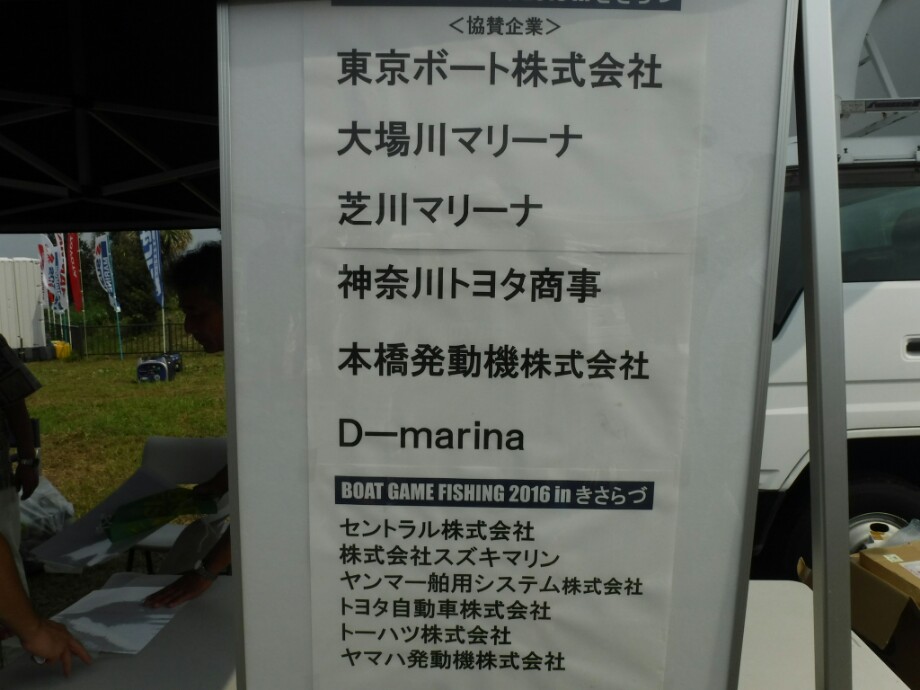 <協賛企業>
東京ボート株式会社
大場川マリーナ
芝川マリーナ
神奈川トヨタ商事
本橋発動機株式会社
D－marina
BOAT GAME FISHING 2016 in きさらづ
セントラル株式会社
株式会社スズキマリン
ヤンマー舶用システム株式会社
トヨタ自動車株式会社
トーハツ株式会社
ヤマハ発動機株式会社